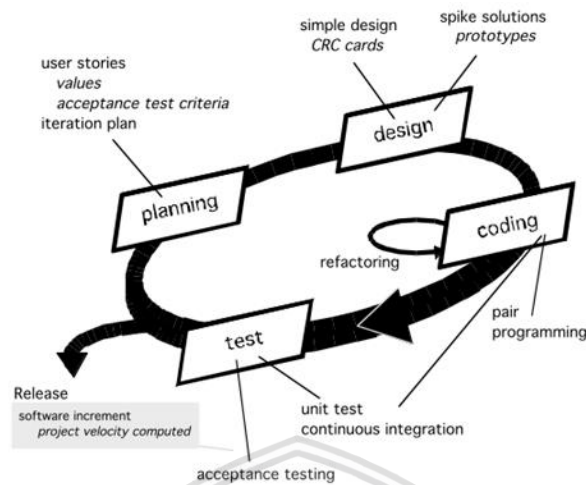 simple design
CRC cards
spike solutions
prototypes
user stories
values
acceptance test criteria
iteration plan
design
planning
coding
refactoring
pair
programming
test
Release
software increment
project velocity computed
unit test
continuous integration
acceptance testing